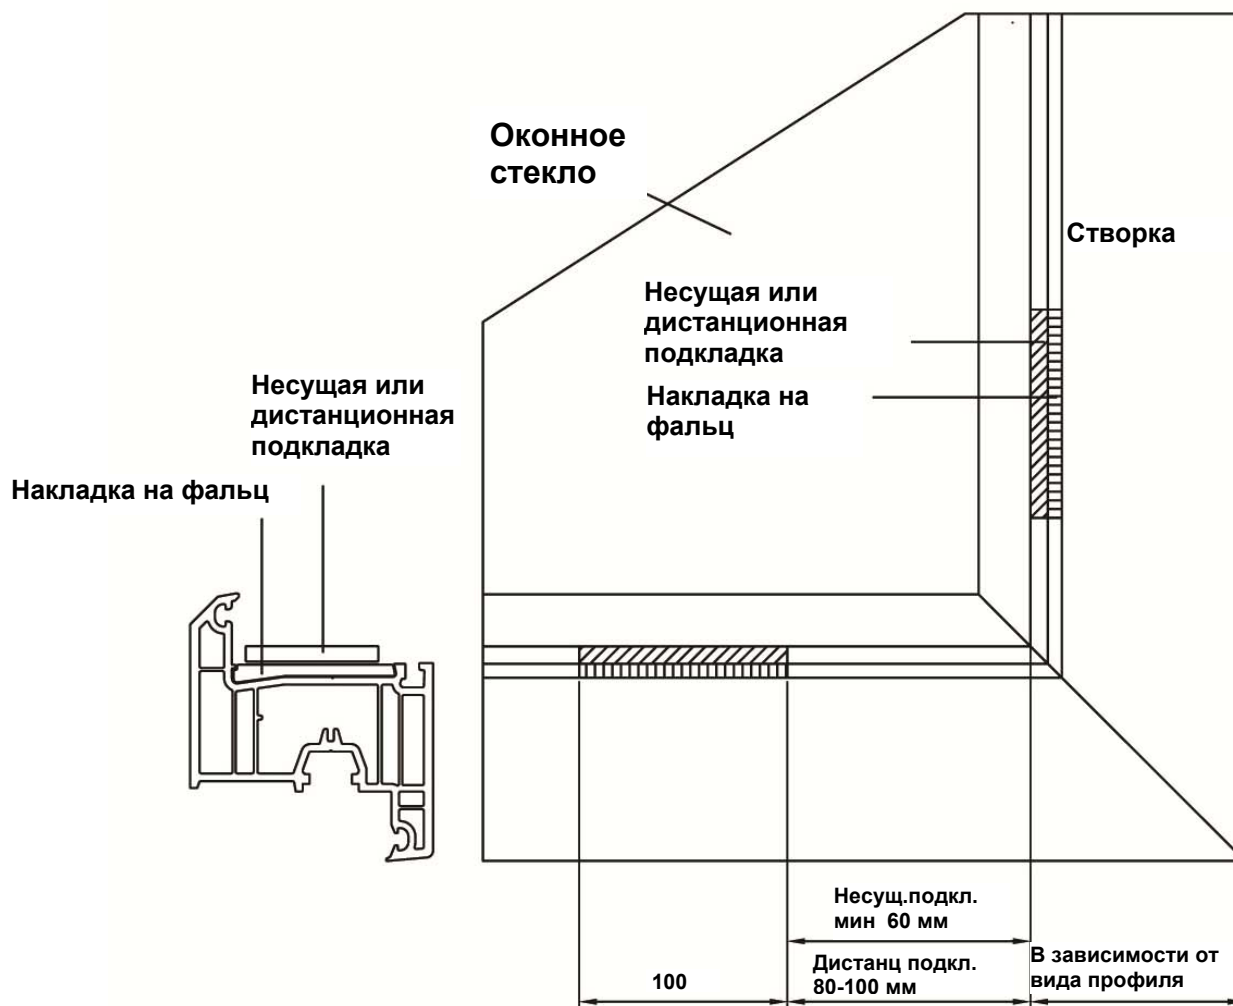 Оконное
стекло
Створка
Несущая или
дистанционная
подкладка
Накладка на
фальц
Несущая или
дистанционная
подкладка
Накладка на фальц
Несущ.подкл.
мин 60 мм
100
Дистанц подкл.
80-100 мм
В зависимости от
вида профиля